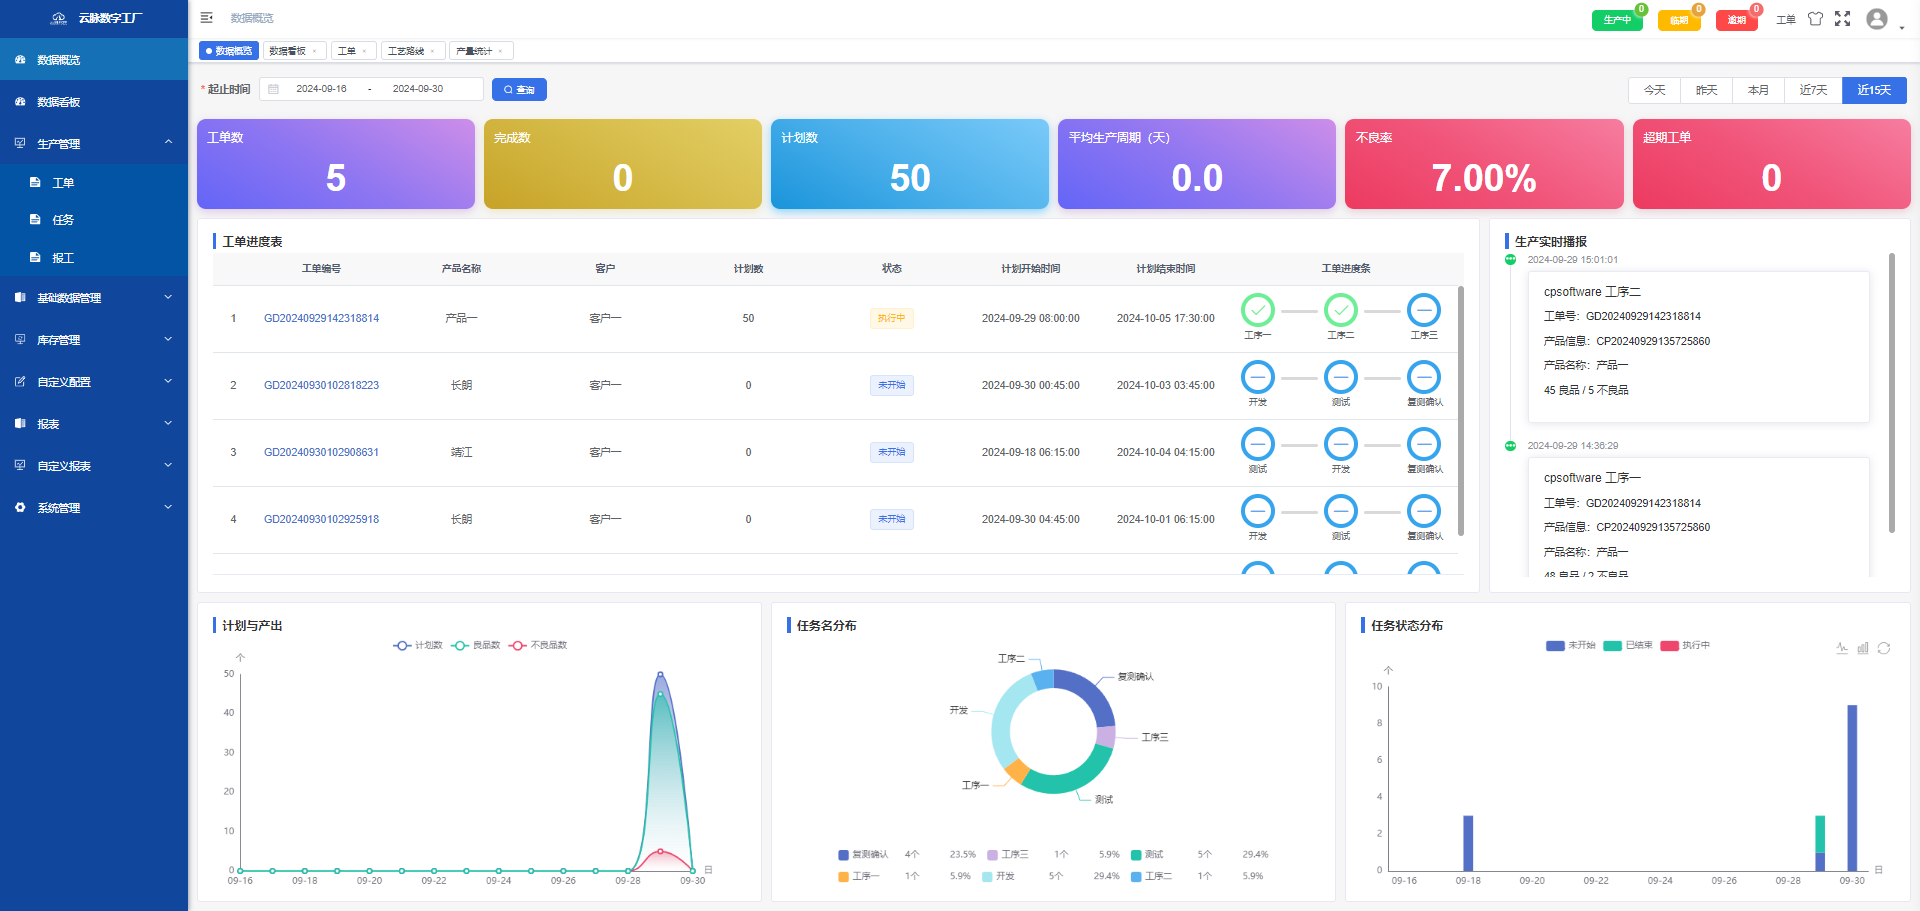 云脉数字工厂
数据概览
数据看板
生产管理
工单
任务
报工
基础数据管理
库存管理
自定义配置
报表
自定义报表
系统管理
数据概览
生产中 0 临期 0 逾期 0 工单
数据概览 数据看板 × 工单 × 工艺路线 × 产量统计 ×
* 起止时间 2024-09-16 - 2024-09-30 查询
今天 昨天 本月 近7天 近15天
工单数 完成数 计划数 平均生产周期（天） 不良率 超期工单
5 0 50 0.0 7.00% 0
工单进度表
工单编号 产品名称 客户 计划数 状态 计划开始时间 计划结束时间 工单进度条
1 GD20240929142318814 产品一 客户一 50 执行中 2024-09-29 08:00:00 2024-10-05 17:30:00
工序一 工序二 工序三
2 GD20240930102818223 长朗 客户一 0 未开始 2024-09-30 00:45:00 2024-10-03 03:45:00
开发 测试 复测确认
3 GD20240930102908631 靖江 客户一 0 未开始 2024-09-18 06:15:00 2024-10-04 04:15:00
测试 开发 复测确认
4 GD20240930102925918 长朗 客户一 0 未开始 2024-09-30 04:45:00 2024-10-01 06:15:00
开发 测试 复测确认
生产实时播报
2024-09-29 15:01:01
cpsoftware 工序二
工单号：GD20240929142318814
产品信息：CP20240929135725860
产品名称：产品一
45 良品 / 5 不良品
2024-09-29 14:36:29
cpsoftware 工序一
工单号：GD20240929142318814
产品信息：CP20240929135725860
产品名称：产品一
48 良品 / 2 不良品
计划与产出
计划数 良品数 不良品数
个
50
40
30
20
10
0
日
09-16 09-18 09-20 09-22 09-24 09-26 09-28 09-30
任务名分布
工序二
复测确认
开发
工序三
工序一
测试
复测确认 4个 23.5% 工序三 1个 5.9% 测试 5个 29.4%
工序一 1个 5.9% 开发 5个 29.4% 工序二 1个 5.9%
任务状态分布
未开始 已结束 执行中
个
10
8
6
4
2
0
日
09-16 09-18 09-20 09-22 09-24 09-26 09-28 09-30